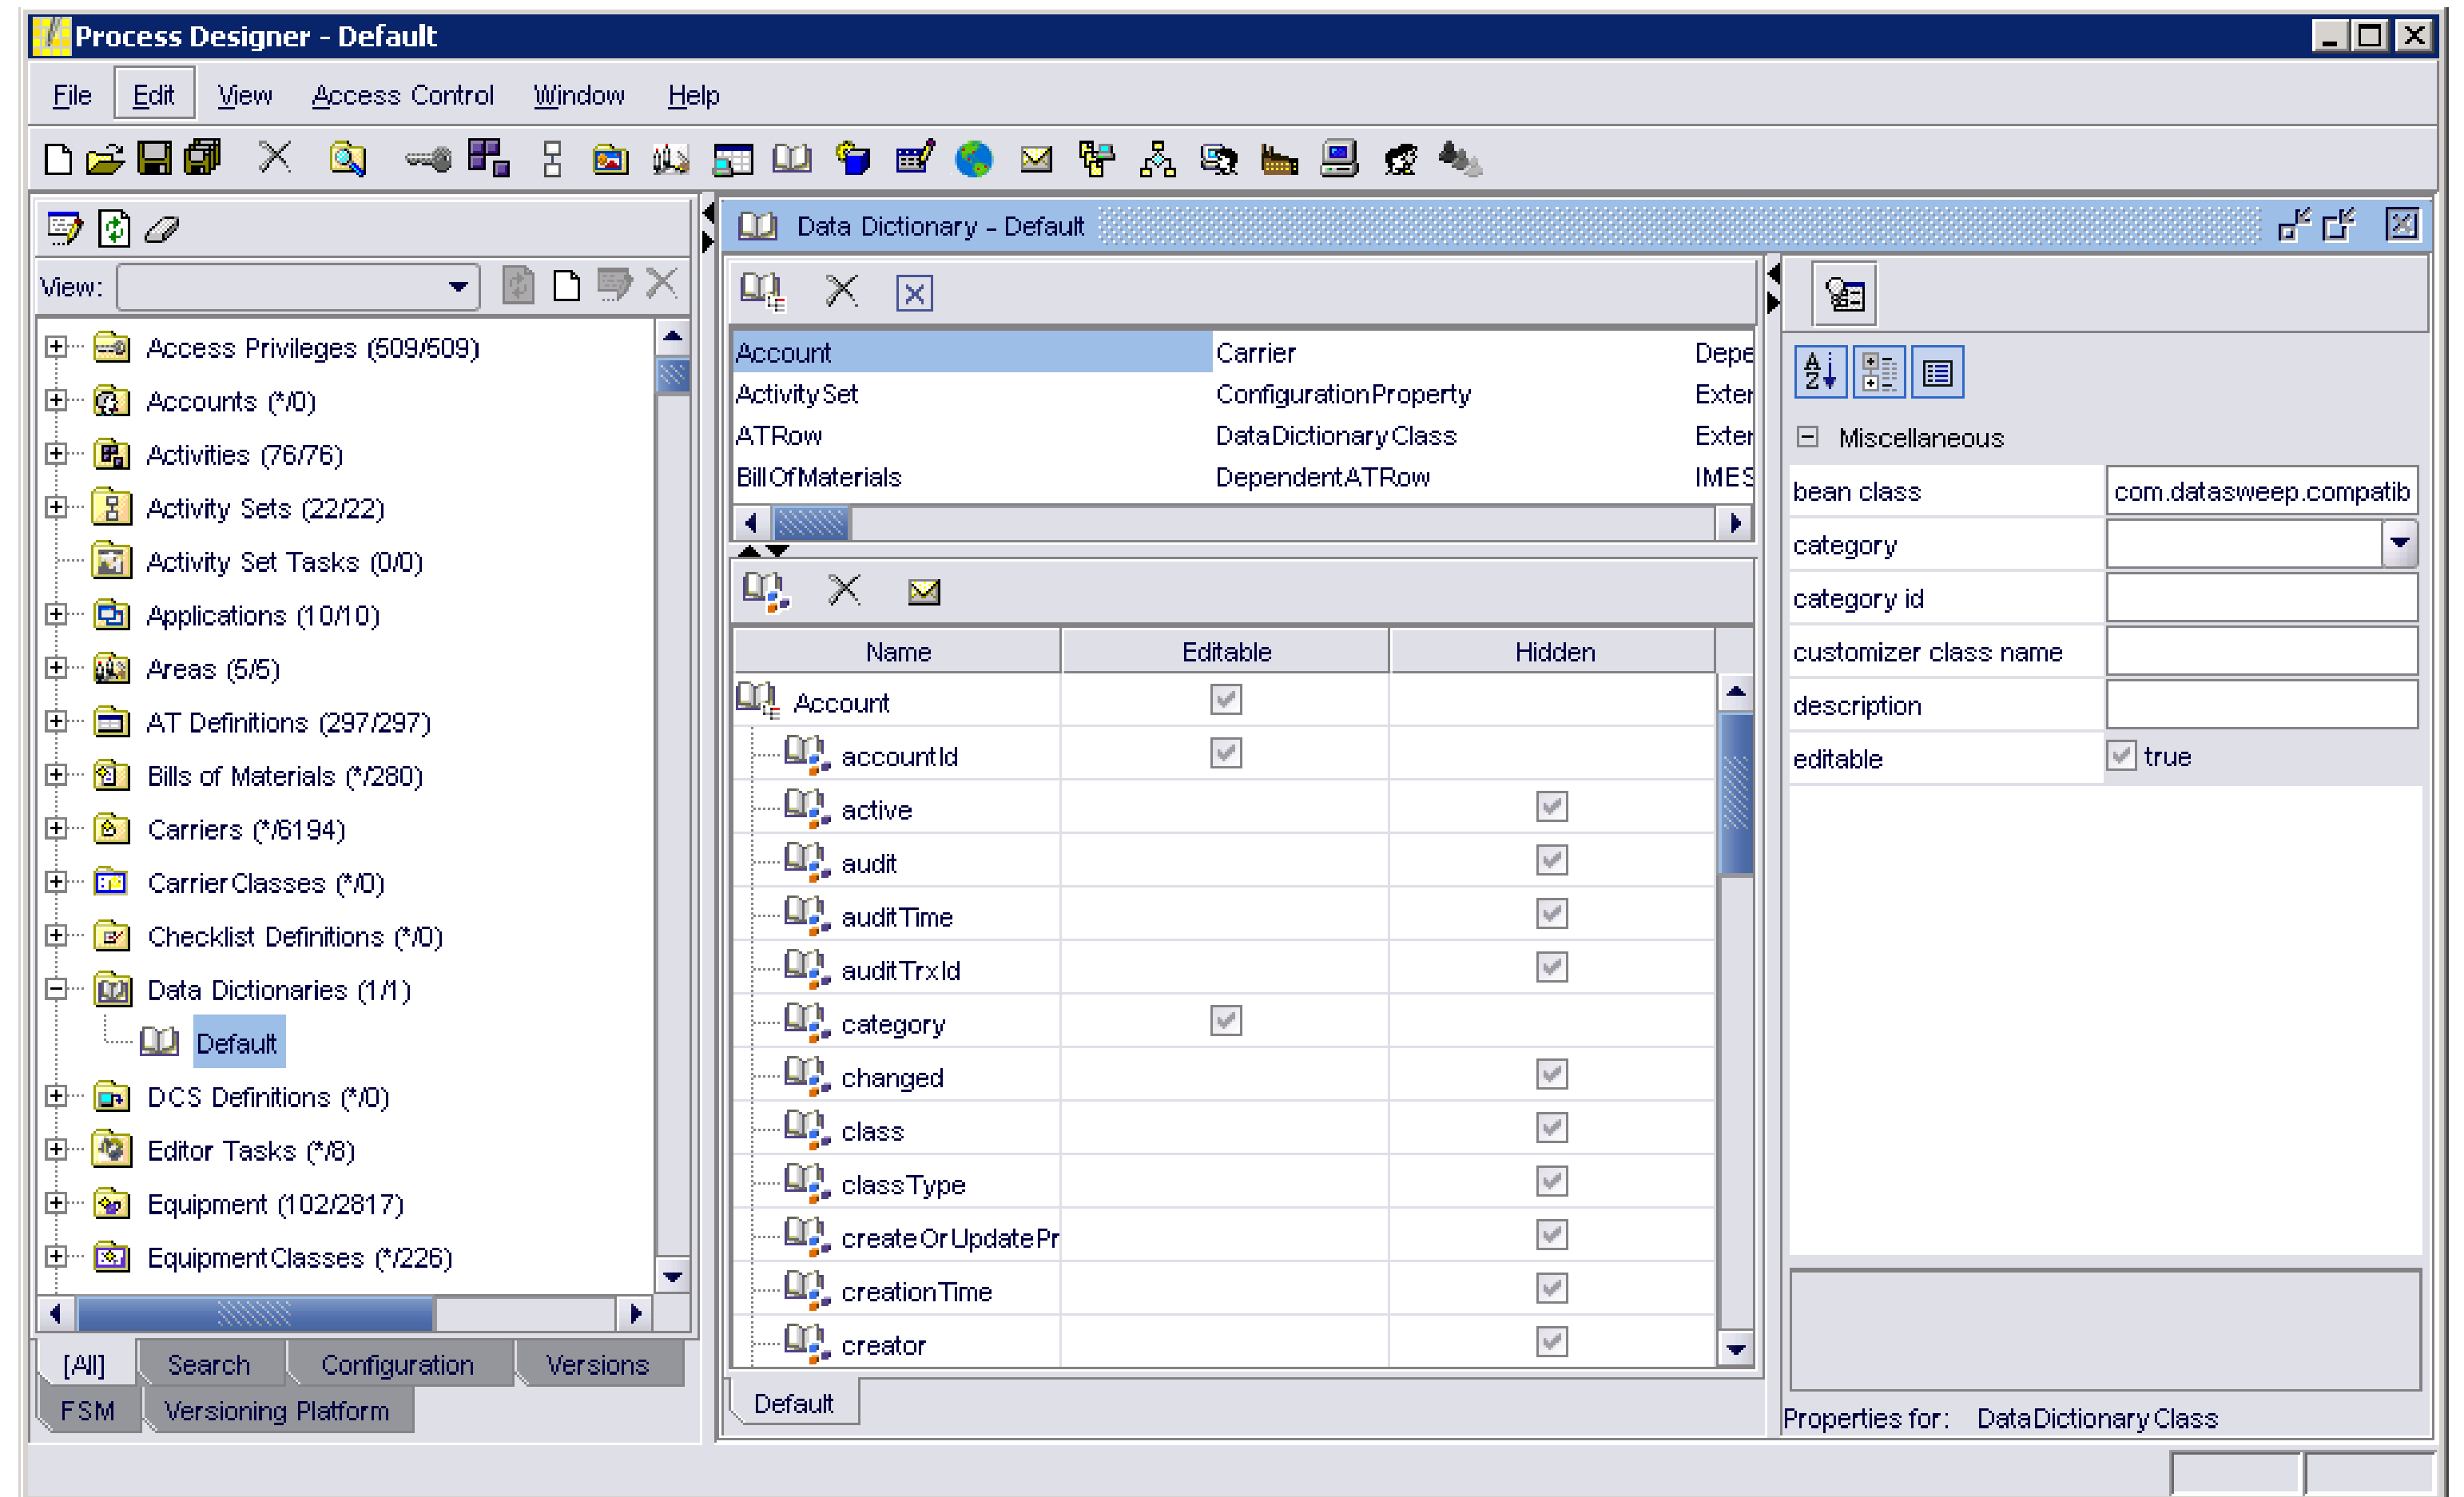 Process Designer - Default
File Edit View Access Control Window Help
View:
Access Privileges (509/509)
Accounts (*/0)
Activities (76/76)
Activity Sets (22/22)
Activity Set Tasks (0/0)
Applications (10/10)
Areas (5/5)
AT Definitions (297/297)
Bills of Materials (*/280)
Carriers (*/6194)
CarrierClasses (*/0)
Checklist Definitions (*/0)
Data Dictionaries (1/1)
Default
DCS Definitions (*/0)
Editor Tasks (*/8)
Equipment (102/2817)
EquipmentClasses (*/226)
[All] Search Configuration Versions
FSM Versioning Platform
Data Dictionary - Default
Account Carrier Depe
ActivitySet ConfigurationProperty Exter
ATRow DataDictionaryClass Exter
BillOfMaterials DependentATRow IMES
Name Editable Hidden
Account
accountId
active
audit
auditTime
auditTrxId
category
changed
class
classType
createOrUpdatePr
creationTime
creator
Default
Miscellaneous
bean class com.datasweep.compatib
category
category id
customizer class name
description
editable true
Properties for: DataDictionaryClass